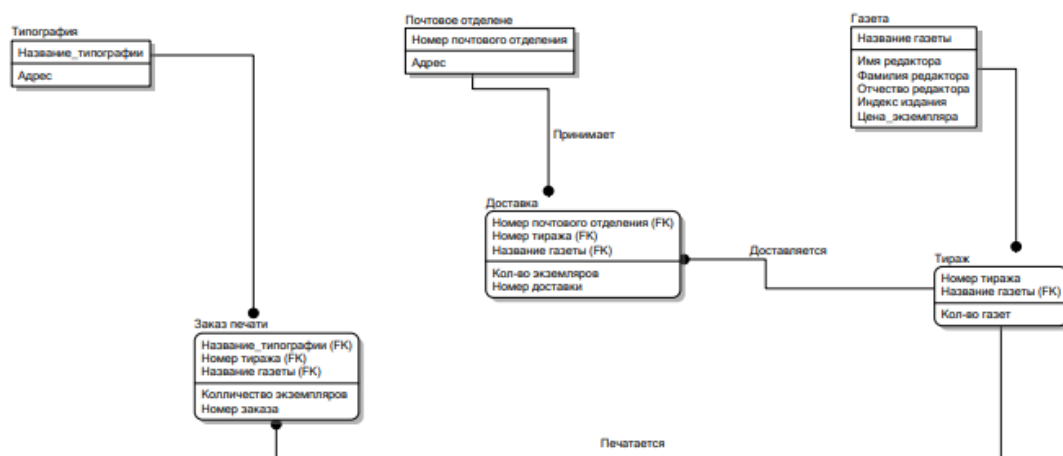 Типография
Название_типографии
Адрес
Почтовое отделене
Номер почтового отделения
Адрес
Газета
Название газеты
Имя редактора
Фамилия редактора
Отчество редактора
Индекс издания
Цена_экземпляра
Принимает
Доставка
Номер почтового отделения (FK)
Номер тиража (FK)
Название газеты (FK)
Кол-во экземляров
Номер доставки
Доставляется
Тираж
Номер тиража
Название газеты (FK)
Кол-во газет
Заказ печати
Название_типографии (FK)
Номер тиража (FK)
Название газеты (FK)
Колличество экземпляров
Номер заказа
Печатается